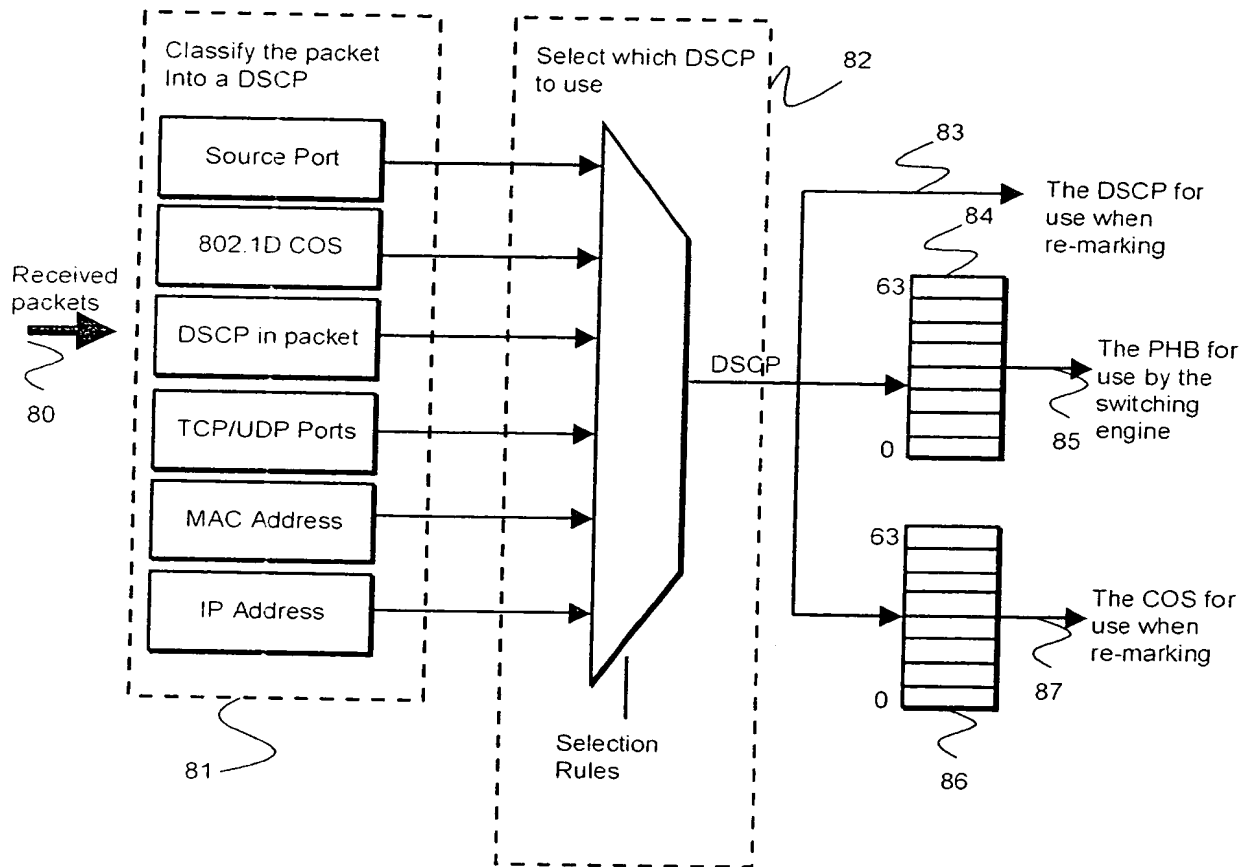 Classify the packet
Into a DSCP
Source Port
802.1D COS
DSCP in packet
TCP/UDP Ports
MAC Address
IP Address
81
Received
packets
80
Select which DSCP
to use
82
Selection
Rules
DSCP
83
The DSCP for
use when
re-marking
84
63
0
The PHB for
use by the
switching
engine
85
63
0
The COS for
use when
re-marking
87
86